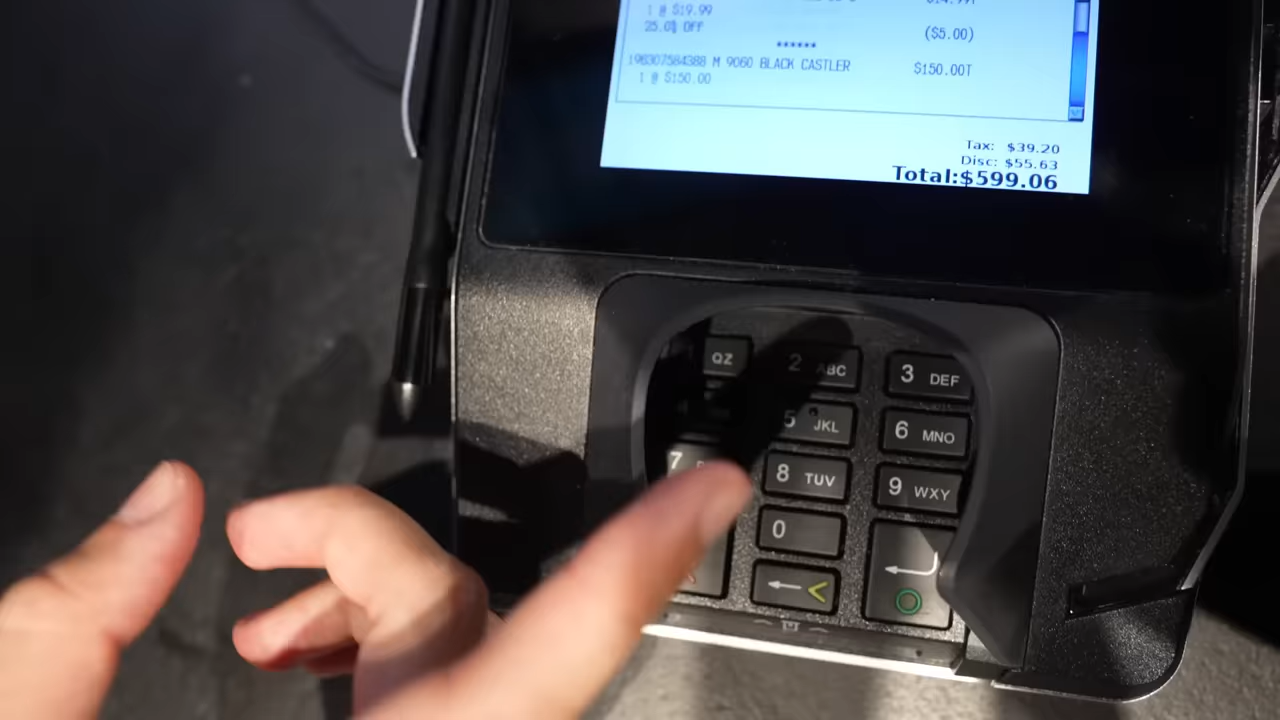 $14.99T
1 @ $19.99
25.0% Off
($5.00)
******
M 9060 BLACK CASTLER
$150.00T
1 @ $150.00
Tax: $39.20
Disc: $55.63
Total:$599.06
QZ
2 ABC
3 DEF
5 JKL
6 MNO
7
8 TUV
9 WXY
0